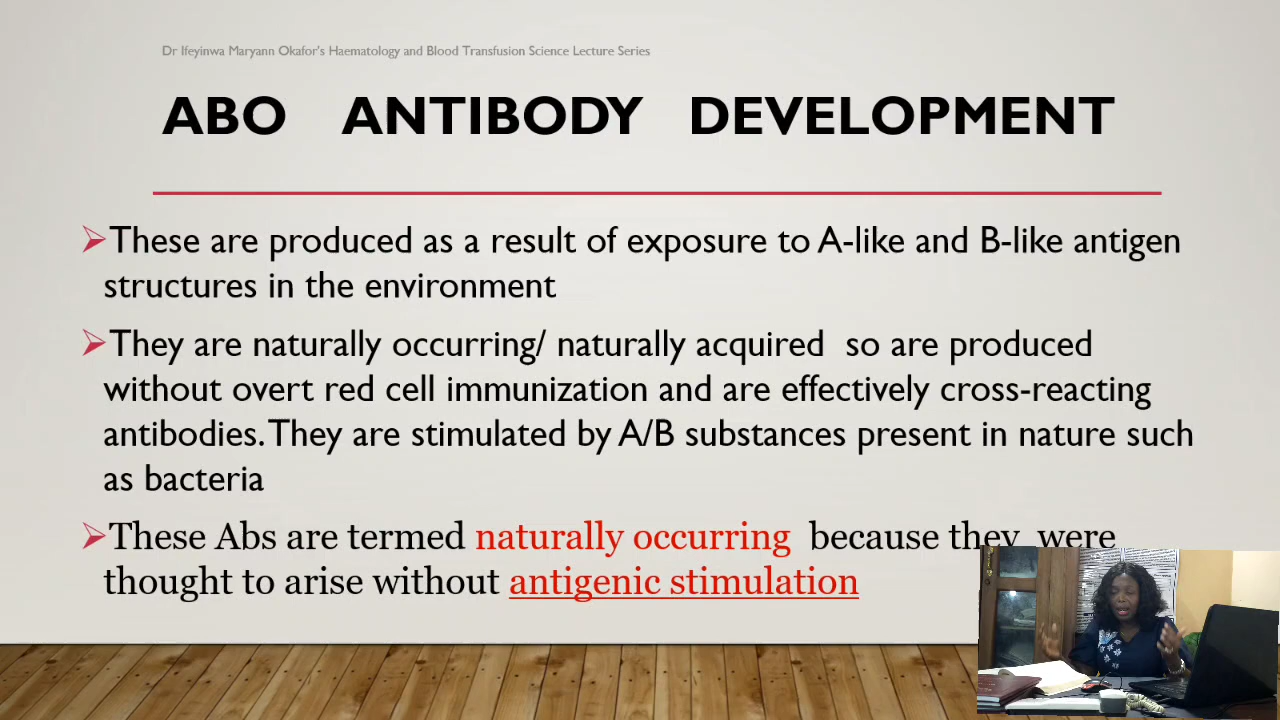 Dr Ifeyinwa Maryann Okafor's Haematology and Blood Transfusion Science Lecture Series
ABO ANTIBODY DEVELOPMENT
➢These are produced as a result of exposure to A-like and B-like antigen
structures in the environment
➢They are naturally occurring/ naturally acquired so are produced
without overt red cell immunization and are effectively cross-reacting
antibodies. They are stimulated by A/B substances present in nature such
as bacteria
➢These Abs are termed naturally occurring because they were
thought to arise without antigenic stimulation